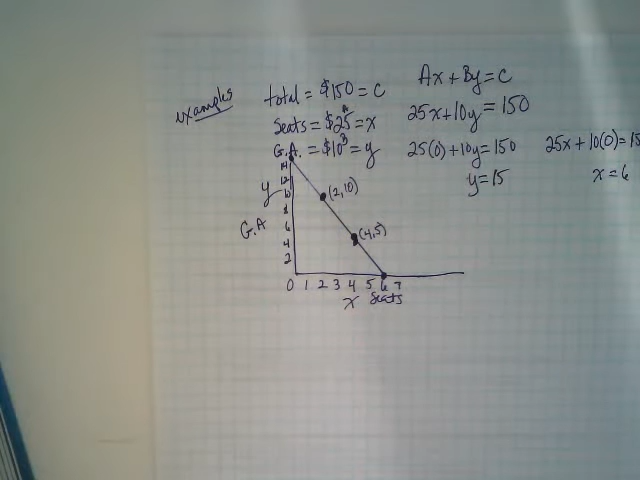 examples
total = $150 = C
Seats = $25 = x
A
G.A. = $10 = y
B
Ax + By = C
25x + 10y = 150
25(0) + 10y = 150
y = 15
25x + 10(0) = 15
x = 6
14
12
10
8
6
4
2
y
G.A
(2,10)
(4,5)
0 1 2 3 4 5 6 7
x Seats